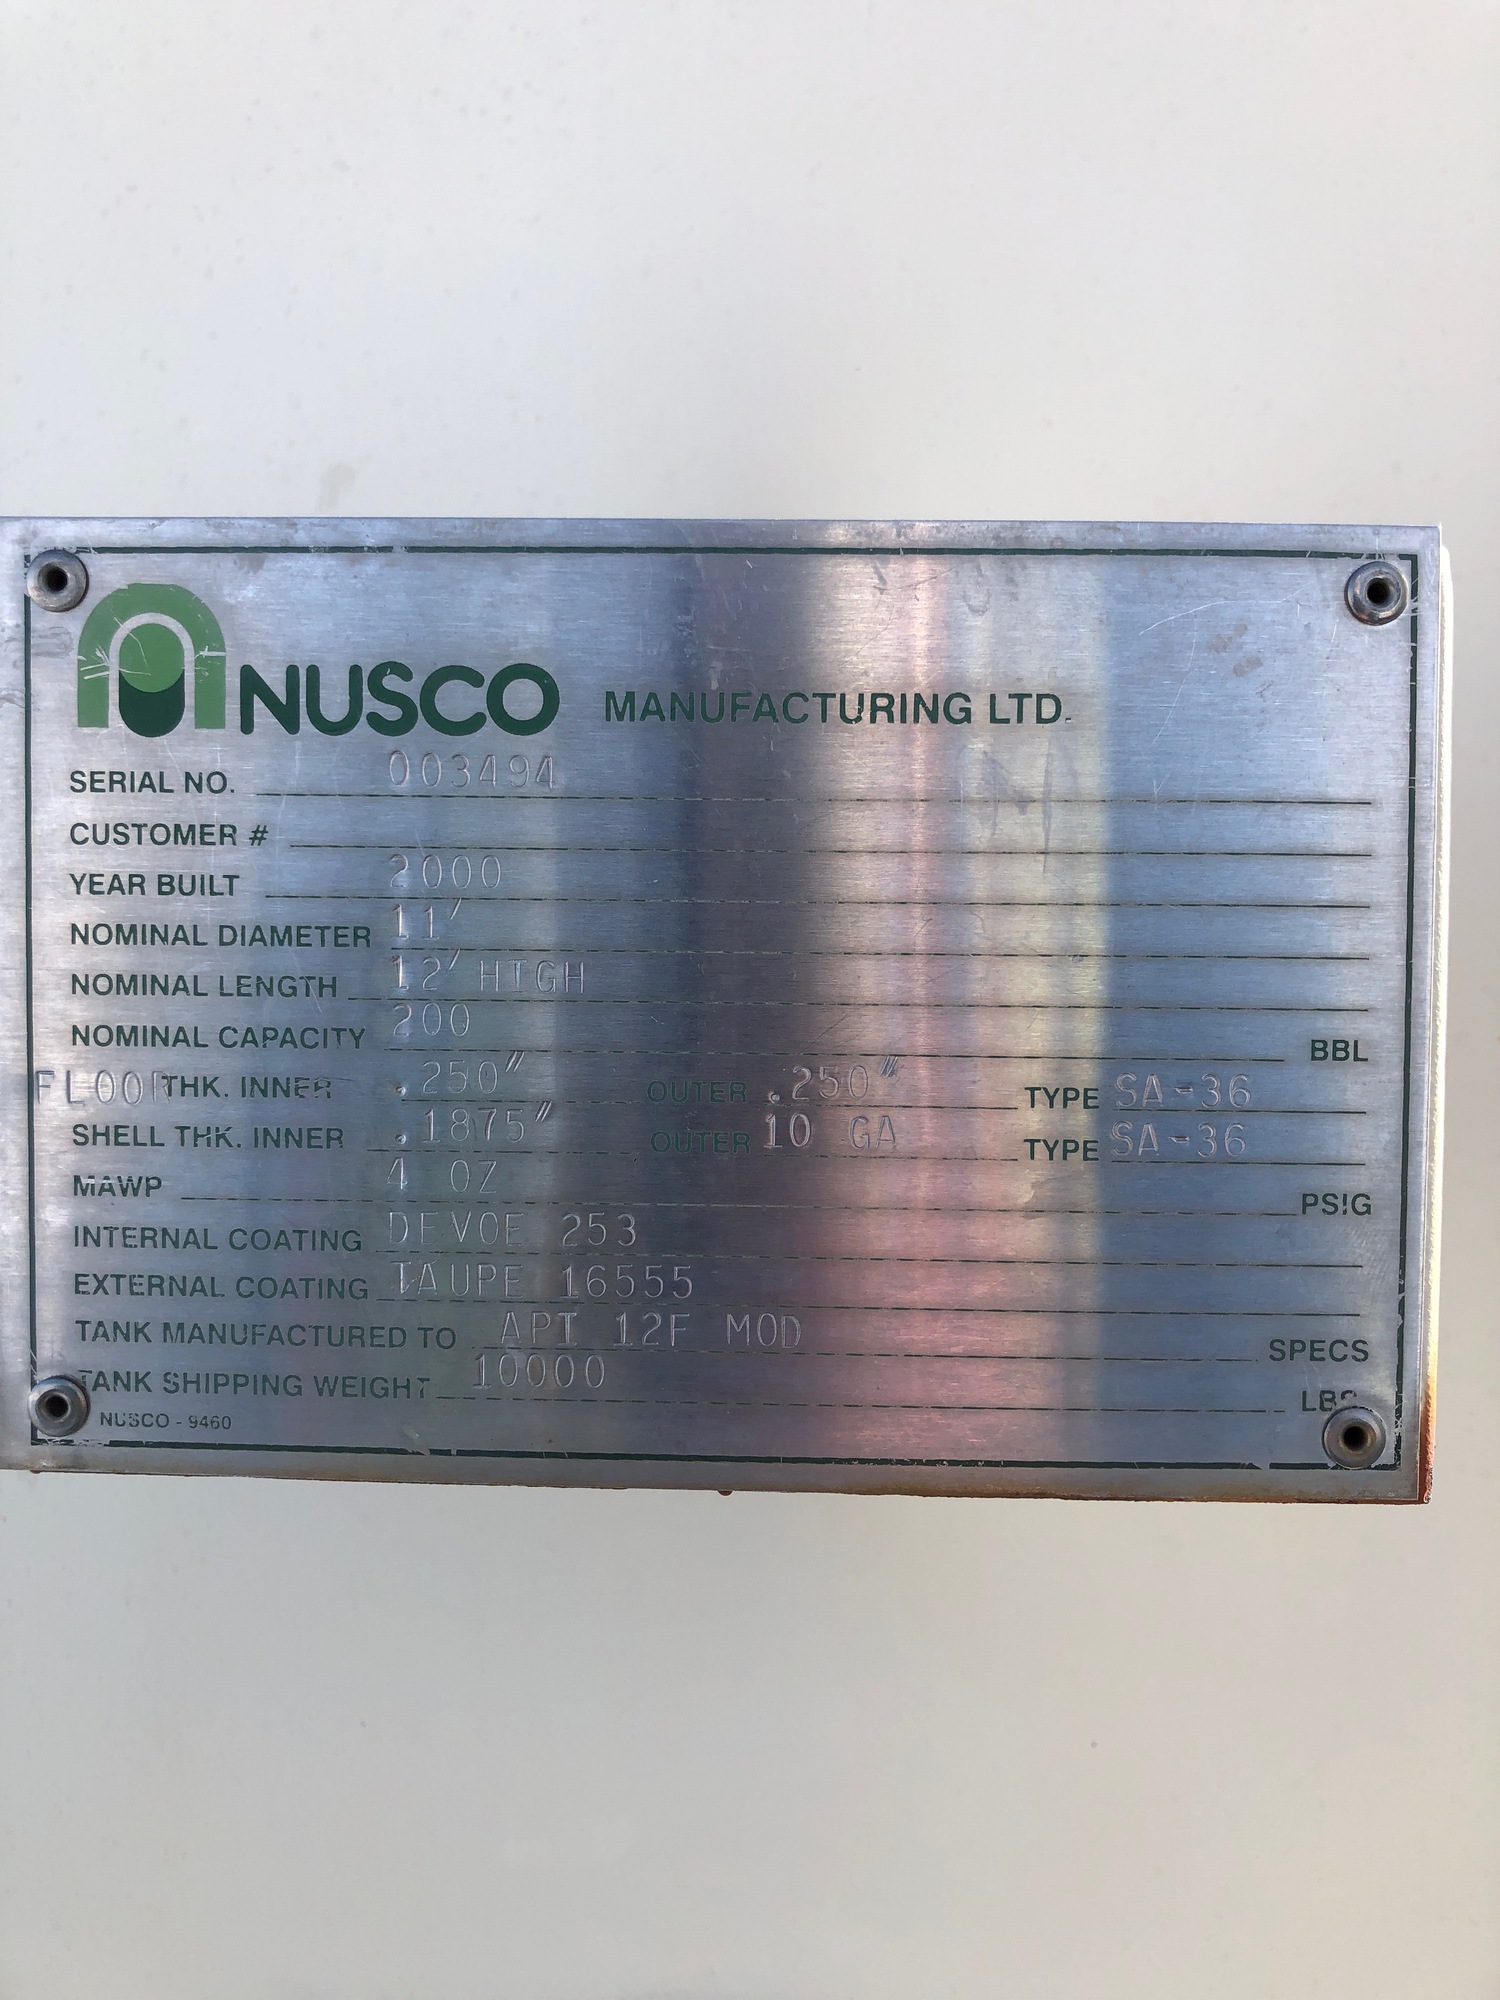 NUSCO MANUFACTURING LTD.
SERIAL NO. 003494
CUSTOMER #
YEAR BUILT 2000
NOMINAL DIAMETER 11'
NOMINAL LENGTH 12' HIGH
NOMINAL CAPACITY 200 BBL
FLOOR THK. INNER .250" OUTER .250" TYPE SA-36
SHELL THK. INNER .1875" OUTER 10 GA TYPE SA-36
MAWP 4 OZ PSIG
INTERNAL COATING DEVOE 253
EXTERNAL COATING TAUPE 16555
TANK MANUFACTURED TO API 12F MOD SPECS
TANK SHIPPING WEIGHT 10000 LBS
NUSCO - 9460